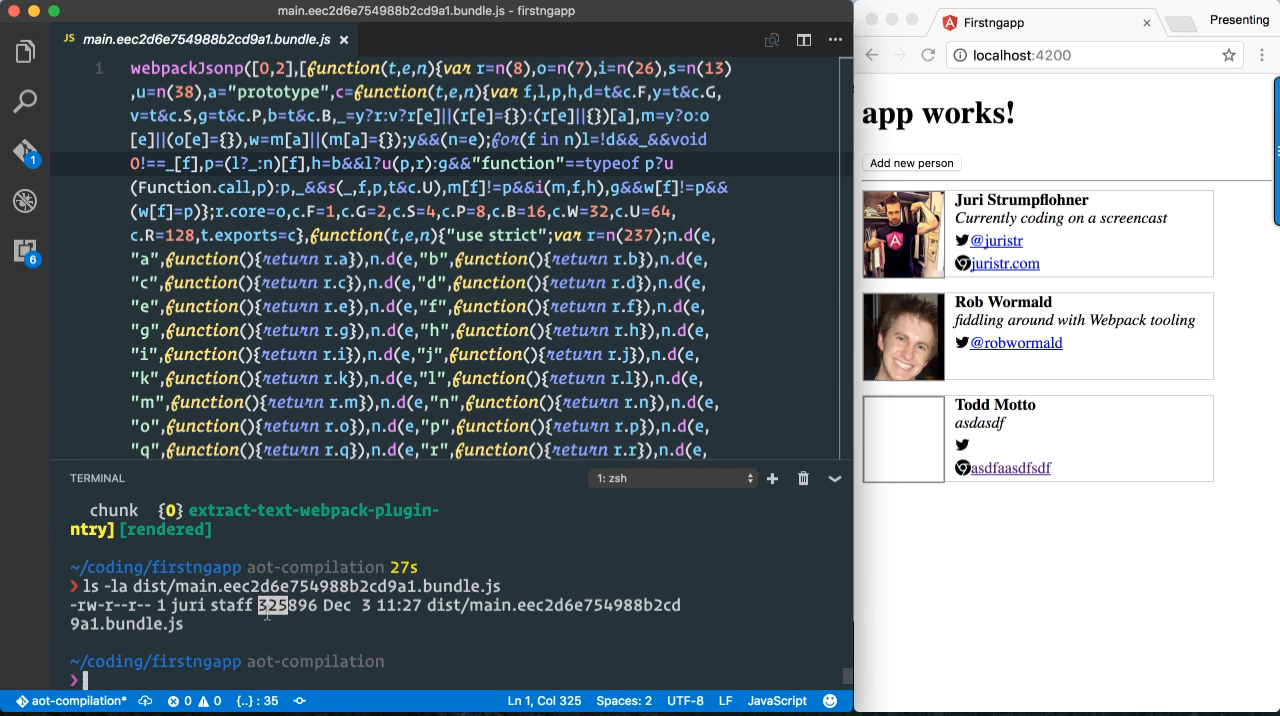 main.eec2d6e754988b2cd9a1.bundle.js - firstngapp
JS main.eec2d6e754988b2cd9a1.bundle.js ×
1 webpackJsonp([0,2],[function(t,e,n){var r=n(8),o=n(7),i=n(26),s=n(13)
,u=n(38),a="prototype",c=function(t,e,n){var f,l,p,h,d=t&c.F,y=t&c.G,
v=t&c.S,g=t&c.P,b=t&c.B,_=y?r:v?r[e]||(r[e]={}):(r[e]||{})[a],m=y?o:o
[e]||(o[e]={}),w=m[a]||(m[a]={});y&&(n=e);for(f in n)l=!d&&_&&void
0!==_[f],p=(l?_:n)[f],h=b&&l?u(p,r):g&&"function"==typeof p?u
(Function.call,p):p,_&&s(_,f,p,t&c.U),m[f]!=p&&i(m,f,h),g&&w[f]!=p&&
(w[f]=p)};r.core=o,c.F=1,c.G=2,c.S=4,c.P=8,c.B=16,c.W=32,c.U=64,
c.R=128,t.exports=c},function(t,e,n){"use strict";var r=n(237);n.d(e,
"a",function(){return r.a}),n.d(e,"b",function(){return r.b}),n.d(e,
"c",function(){return r.c}),n.d(e,"d",function(){return r.d}),n.d(e,
"e",function(){return r.e}),n.d(e,"f",function(){return r.f}),n.d(e,
"g",function(){return r.g}),n.d(e,"h",function(){return r.h}),n.d(e,
"i",function(){return r.i}),n.d(e,"j",function(){return r.j}),n.d(e,
"k",function(){return r.k}),n.d(e,"l",function(){return r.l}),n.d(e,
"m",function(){return r.m}),n.d(e,"n",function(){return r.n}),n.d(e,
"o",function(){return r.o}),n.d(e,"p",function(){return r.p}),n.d(e,
"q",function(){return r.q}),n.d(e,"r",function(){return r.r}),n.d(e,
1
6
TERMINAL
1: zsh
chunk {0} extract-text-webpack-plugin-
ntry] [rendered]
~/coding/firstngapp aot-compilation 27s
❯ ls -la dist/main.eec2d6e754988b2cd9a1.bundle.js
-rw-r--r-- 1 juri staff 325896 Dec 3 11:27 dist/main.eec2d6e754988b2cd
9a1.bundle.js
~/coding/firstngapp aot-compilation
❯
aot-compilation* 0 0 {..} : 35 Ln 1, Col 325 Spaces: 2 UTF-8 LF JavaScript
Firstngapp ×
Presenting
localhost:4200
app works!
Add new person
Juri Strumpflohner
Currently coding on a screencast
@juristr
juristr.com
Rob Wormald
fiddling around with Webpack tooling
@robwormald
Todd Motto
asdasdf
asdfaasdfsdf